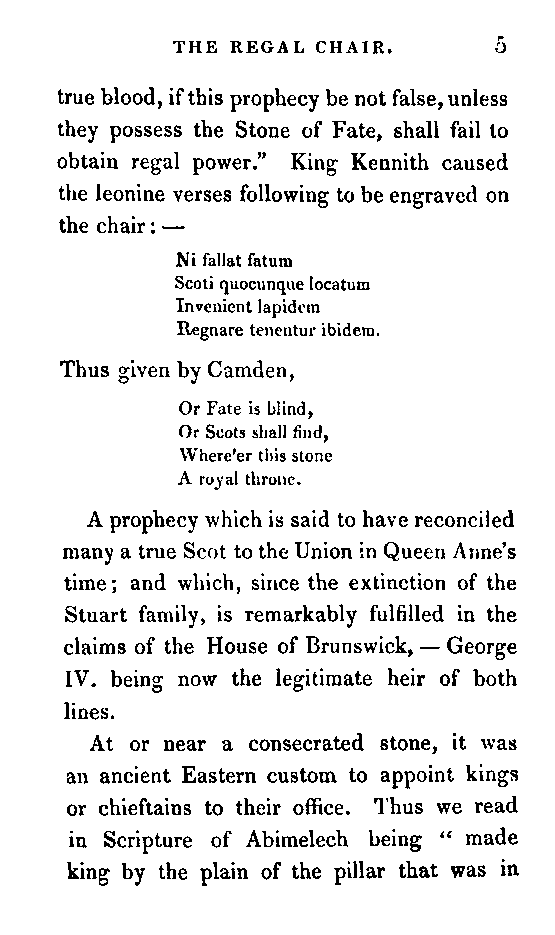 THE REGAL CHAIR. 5
true blood, if this prophecy be not false, unless
they possess the Stone of Fate, shall fail to
obtain regal power.” King Kennith caused
the leonine verses following to be engraved on
the chair: —
Ni fallat fatum
Scoti quocunque locatum
Invenient lapidem
Regnare tenentur ibidem.
Thus given by Camden,
Or Fate is blind,
Or Scots shall find,
Where'er this stone
A royal throne.
A prophecy which is said to have reconciled
many a true Scot to the Union in Queen Anne's
time; and which, since the extinction of the
Stuart family, is remarkably fulfilled in the
claims of the House of Brunswick, — George
IV. being now the legitimate heir of both
lines.
At or near a consecrated stone, it was
an ancient Eastern custom to appoint kings
or chieftains to their office. Thus we read
in Scripture of Abimelech being “ made
king by the plain of the pillar that was in